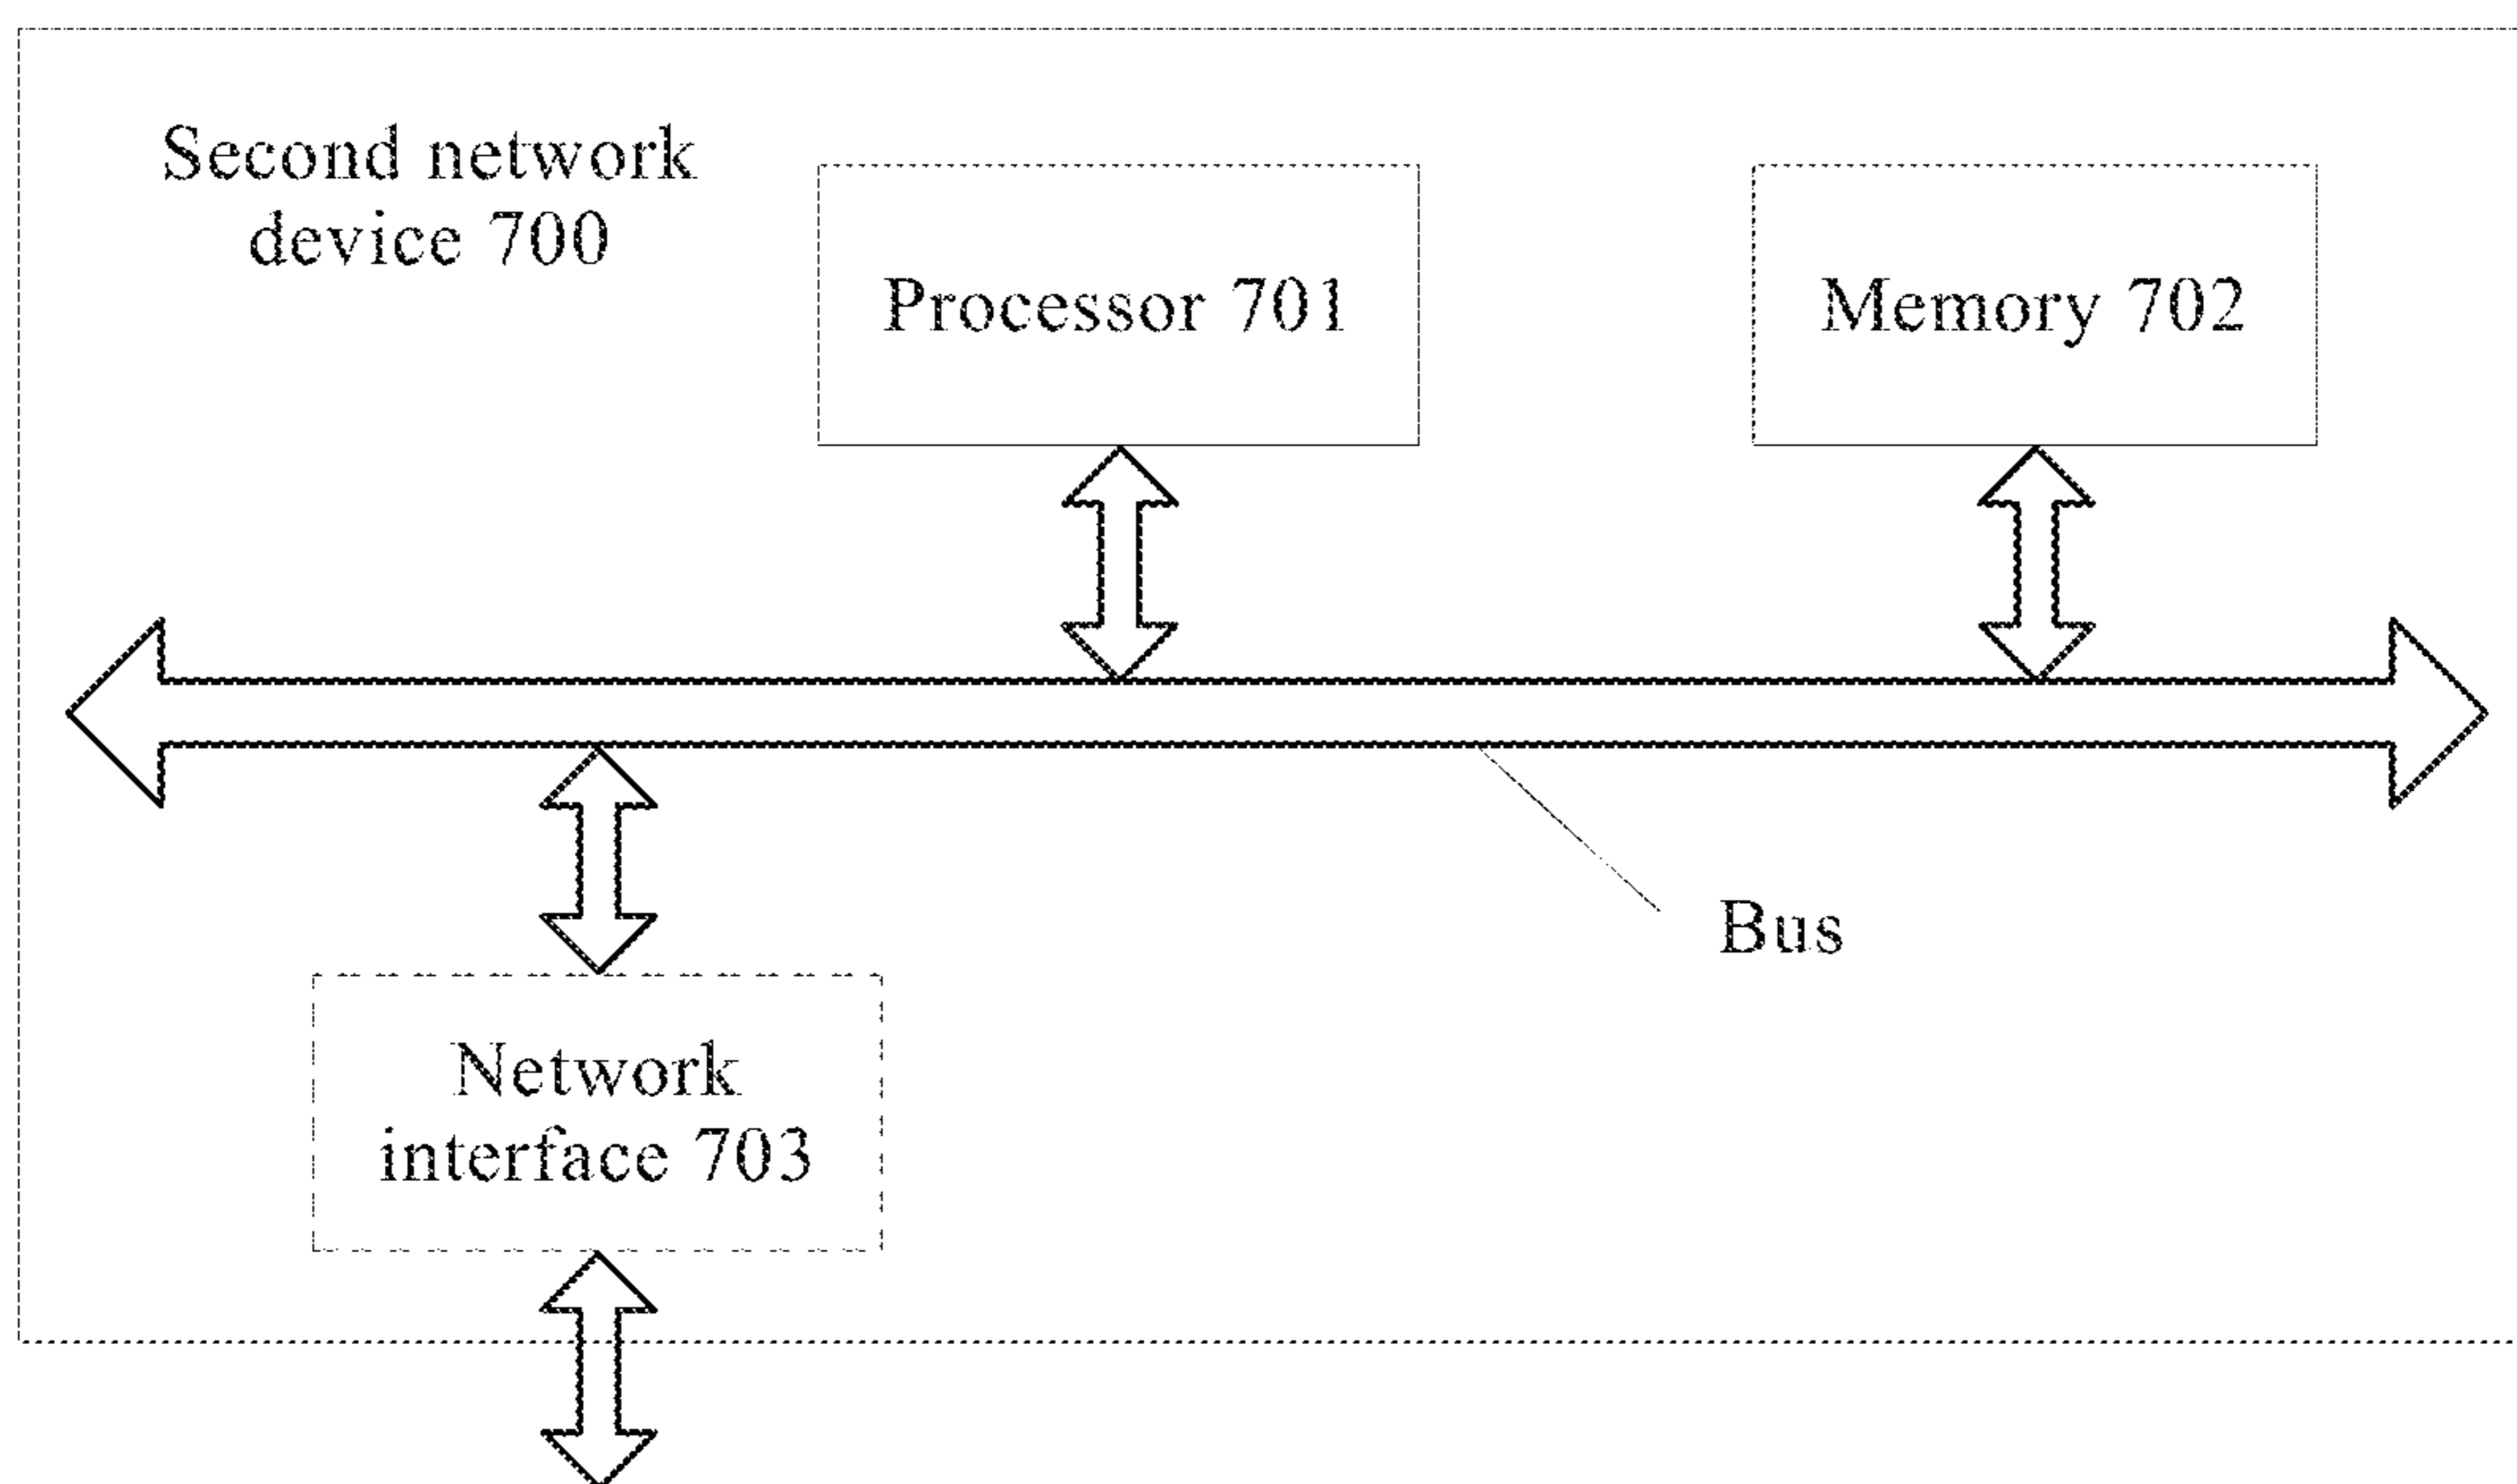 Second network
device 700
Processor 701
Memory 702
Bus
Network
interface 703